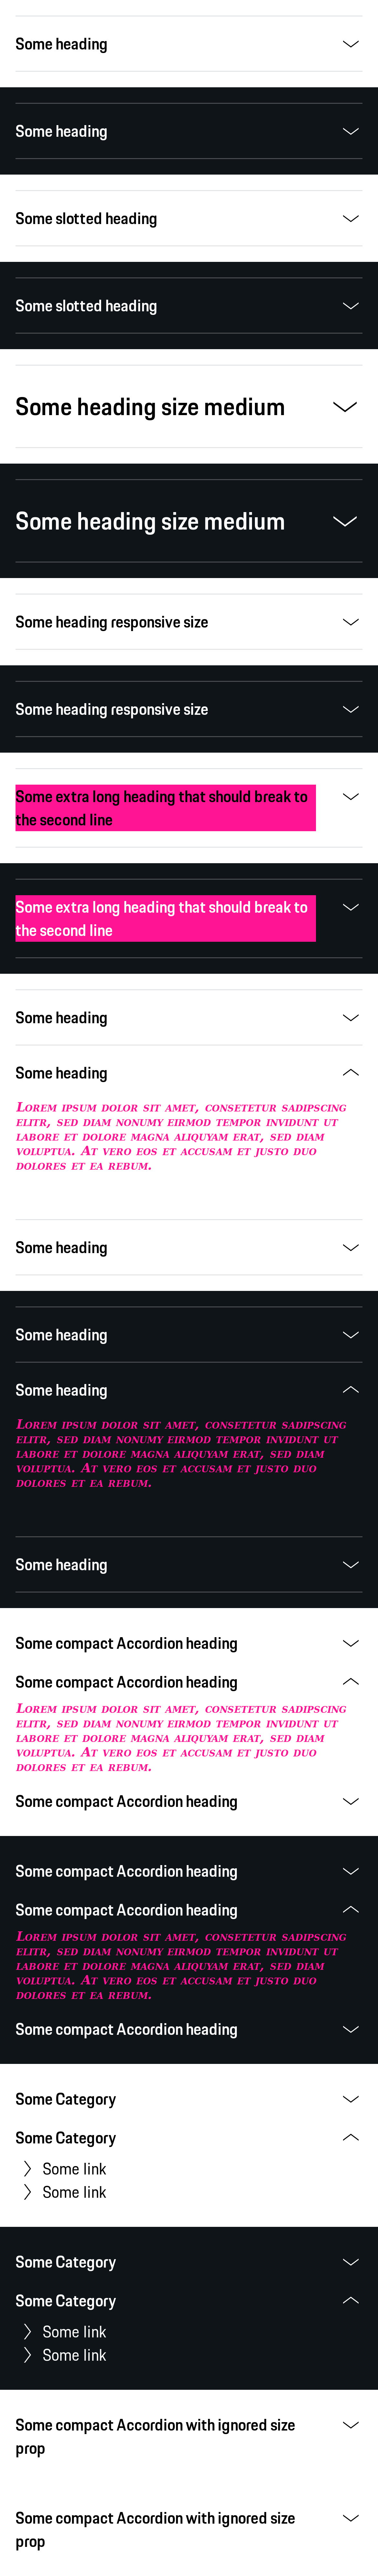 Some heading
Some heading
Some slotted heading
Some slotted heading
Some heading size medium
Some heading size medium
Some heading responsive size
Some heading responsive size
Some extra long heading that should break to
the second line
Some extra long heading that should break to
the second line
Some heading
Some heading
Lorem ipsum dolor sit amet, consetetur sadipscing
elitr, sed diam nonumy eirmod tempor invidunt ut
labore et dolore magna aliquyam erat, sed diam
voluptua. At vero eos et accusam et justo duo
dolores et ea rebum.
Some heading
Some heading
Some heading
Lorem ipsum dolor sit amet, consetetur sadipscing
elitr, sed diam nonumy eirmod tempor invidunt ut
labore et dolore magna aliquyam erat, sed diam
voluptua. At vero eos et accusam et justo duo
dolores et ea rebum.
Some heading
Some compact Accordion heading
Some compact Accordion heading
Lorem ipsum dolor sit amet, consetetur sadipscing
elitr, sed diam nonumy eirmod tempor invidunt ut
labore et dolore magna aliquyam erat, sed diam
voluptua. At vero eos et accusam et justo duo
dolores et ea rebum.
Some compact Accordion heading
Some compact Accordion heading
Some compact Accordion heading
Lorem ipsum dolor sit amet, consetetur sadipscing
elitr, sed diam nonumy eirmod tempor invidunt ut
labore et dolore magna aliquyam erat, sed diam
voluptua. At vero eos et accusam et justo duo
dolores et ea rebum.
Some compact Accordion heading
Some Category
Some Category
Some link
Some link
Some Category
Some Category
Some link
Some link
Some compact Accordion with ignored size
prop
Some compact Accordion with ignored size
prop